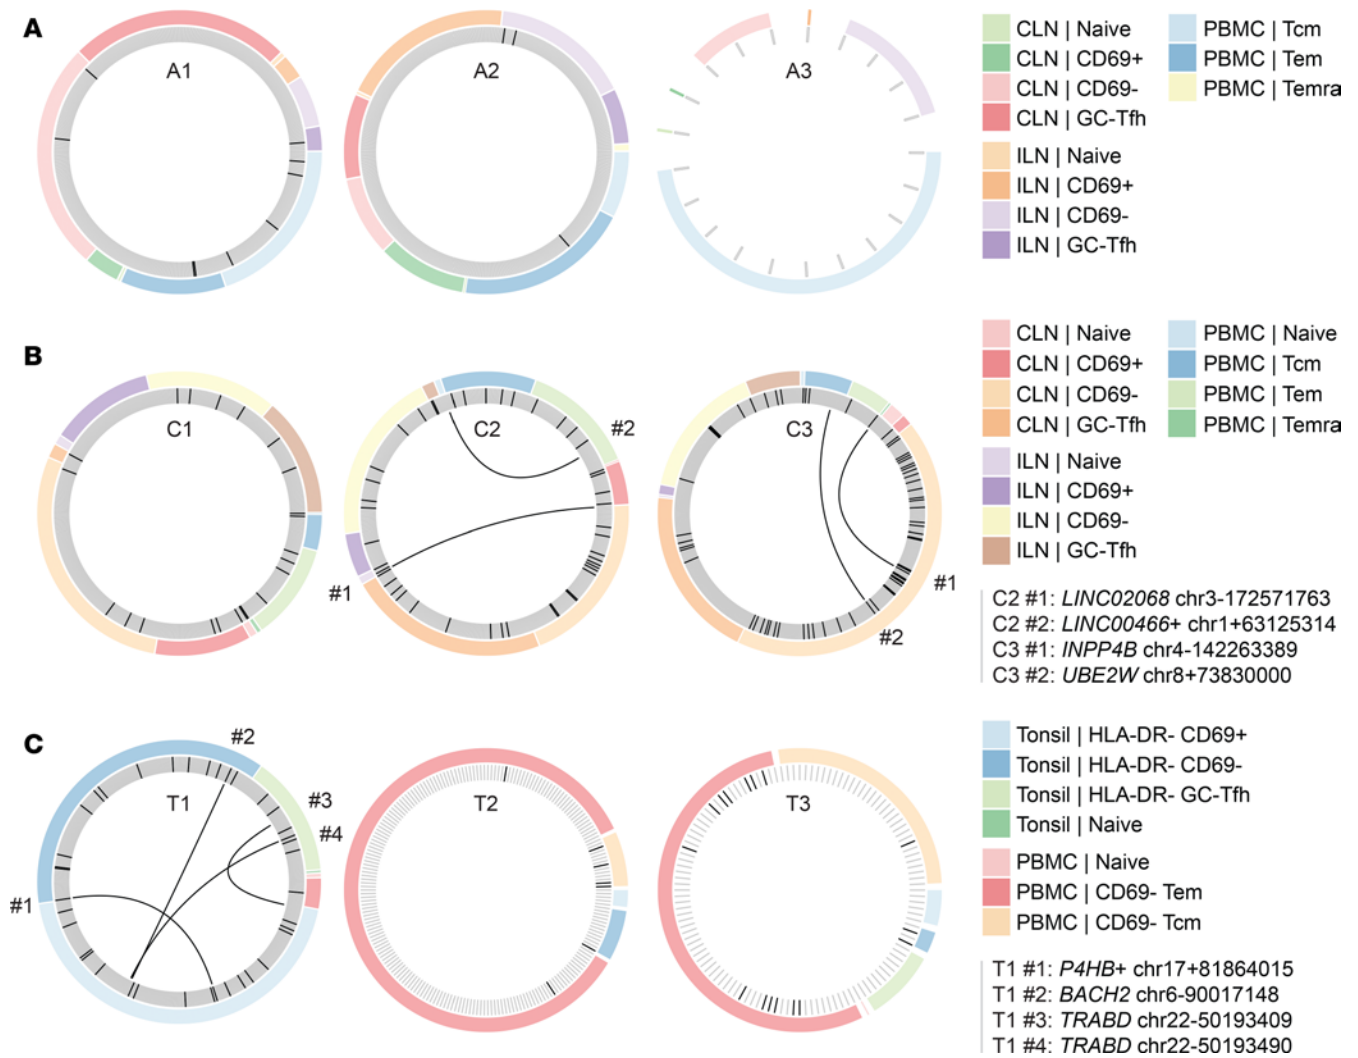 A
A1
A2
A3
CLN | Naive
CLN | CD69+
CLN | CD69-
CLN | GC-Tfh
ILN | Naive
ILN | CD69+
ILN | CD69-
ILN | GC-Tfh
PBMC | Tcm
PBMC | Tem
PBMC | Temra
B
C1
C2
#2
#1
C3
#1
#2
CLN | Naive
CLN | CD69+
CLN | CD69-
CLN | GC-Tfh
ILN | Naive
ILN | CD69+
ILN | CD69-
ILN | GC-Tfh
PBMC | Naive
PBMC | Tcm
PBMC | Tem
PBMC | Temra
C2 #1: LINC02068 chr3-172571763
C2 #2: LINC00466+ chr1+63125314
C3 #1: INPP4B chr4-142263389
C3 #2: UBE2W chr8+73830000
C
T1
#2
#3
#4
#1
T2
T3
Tonsil | HLA-DR- CD69+
Tonsil | HLA-DR- CD69-
Tonsil | HLA-DR- GC-Tfh
Tonsil | Naive
PBMC | Naive
PBMC | CD69- Tem
PBMC | CD69- Tcm
T1 #1: P4HB+ chr17+81864015
T1 #2: BACH2 chr6-90017148
T1 #3: TRABD chr22-50193409
T1 #4: TRABD chr22-50193490